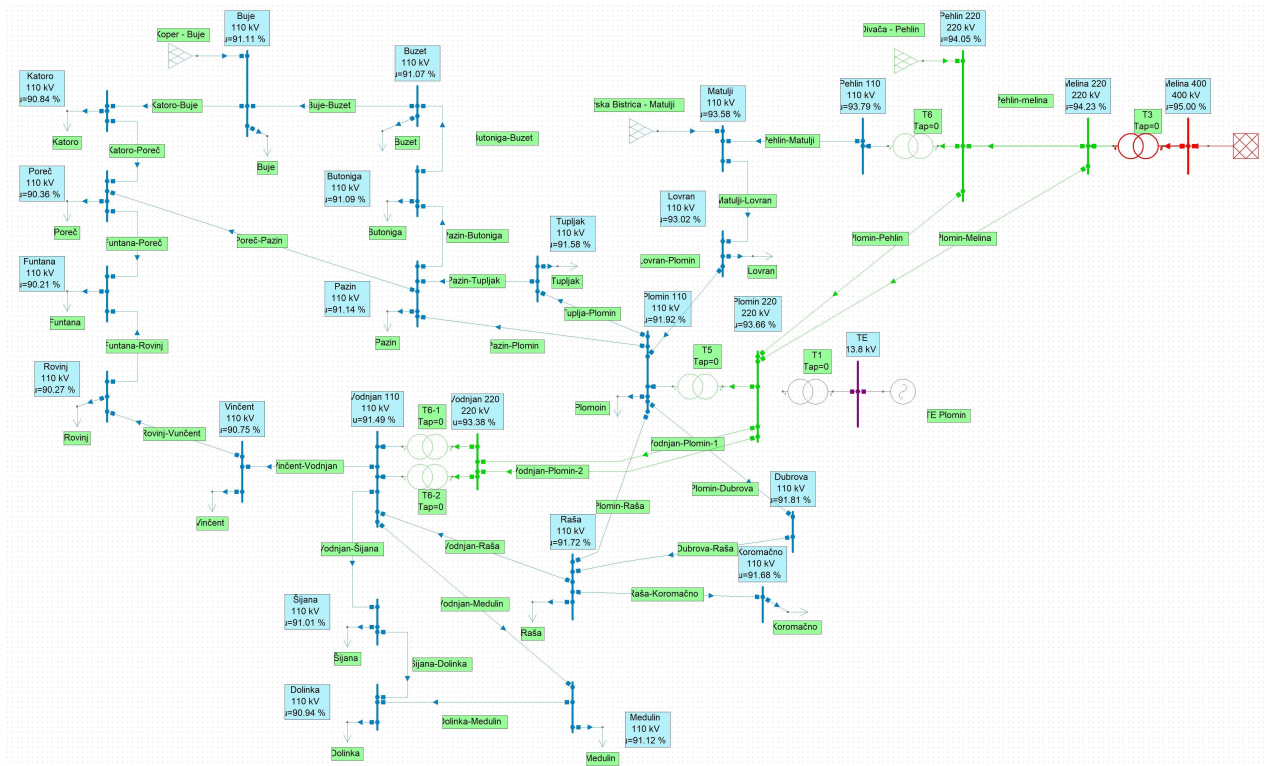 Koper - Buje
Buje
110 kV
u=91.11 %
Buzet
110 kV
u=91.07 %
Katoro
110 kV
u=90.84 %
Katoro-Buje
Buje-Buzet
Katoro
Buje
Buzet
Butoniga-Buzet
Katoro-Poreč
Poreč
110 kV
u=90.36 %
Poreč
Butoniga
110 kV
u=91.09 %
Butoniga
Pazin-Butoniga
Funtana-Poreč
Poreč-Pazin
Funtana
110 kV
u=90.21 %
Funtana
Funtana-Rovinj
Tupljak
110 kV
u=91.58 %
Tupljak
Pazin-Tupljak
Tuplja-Plomin
Pazin
110 kV
u=91.14 %
Pazin
Pazin-Plomin
Divača - Pehlin
Pehlin 220
220 kV
u=94.05 %
Matulji
110 kV
u=93.58 %
rska Bistrica - Matulji
Pehlin 110
110 kV
u=93.79 %
Pehlin-Matulji
T6
Tap=0
Pehlin-melina
Melina 220
220 kV
u=94.23 %
T3
Tap=0
Melina 400
400 kV
u=95.00 %
Lovran
110 kV
u=93.02 %
Matulji-Lovran
Lovran-Plomin
Lovran
Plomin-Pehlin
Plomin-Melina
Plomin 110
110 kV
u=91.92 %
Plomin 220
220 kV
u=93.66 %
T5
Tap=0
T1
Tap=0
TE
13.8 kV
TE Plomin
Plomoin
Rovinj
110 kV
u=90.27 %
Rovinj
Rovinj-Vunčent
Vinčent
110 kV
u=90.75 %
Vinčent
Vinčent-Vodnjan
Vodnjan 110
110 kV
u=91.49 %
T6-1
Tap=0
Vodnjan 220
220 kV
u=93.38 %
T6-2
Tap=0
Vodnjan-Plomin-1
Vodnjan-Plomin-2
Plomin-Dubrova
Plomin-Raša
Dubrova
110 kV
u=91.81 %
Raša
110 kV
u=91.72 %
Dubrova-Raša
Koromačno
110 kV
u=91.68 %
Raša-Koromačno
Koromačno
Raša
Vodnjan-Šijana
Vodnjan-Raša
Vodnjan-Medulin
Šijana
110 kV
u=91.01 %
Šijana
Šijana-Dolinka
Dolinka
110 kV
u=90.94 %
Dolinka
Dolinka-Medulin
Medulin
110 kV
u=91.12 %
Medulin